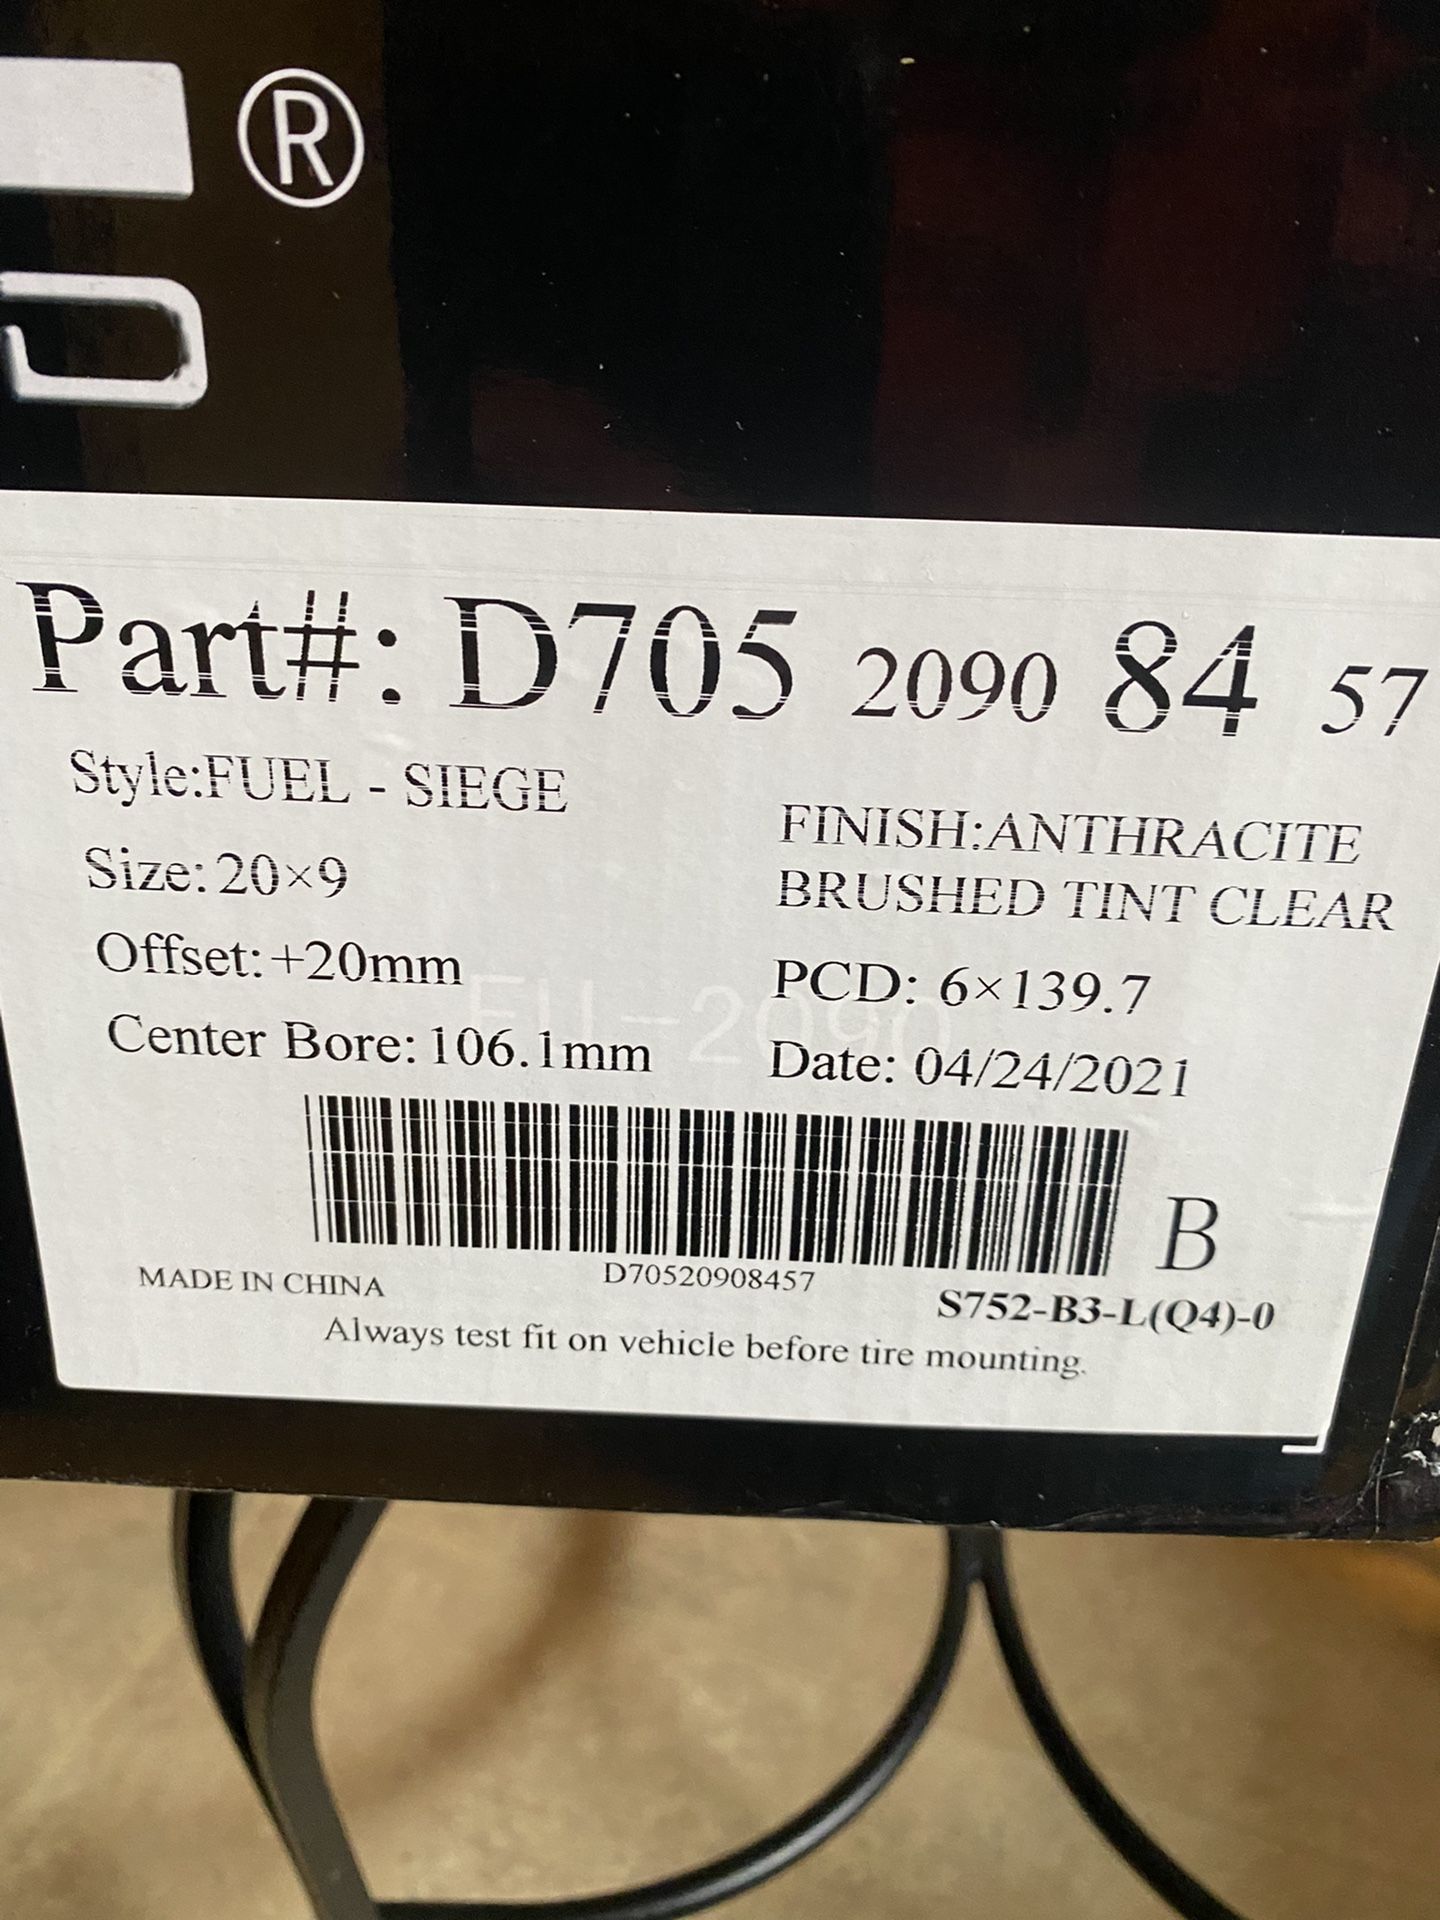 ®
Part#: D705 2090 84 57
Style:FUEL - SIEGE
FINISH:ANTHRACITE
BRUSHED TINT CLEAR
Size: 20×9
Offset: +20mm
PCD: 6×139.7
Center Bore: 106.1mm
Date: 04/24/2021
B
MADE IN CHINA
D70520908457
S752-B3-L(Q4)-0
Always test fit on vehicle before tire mounting.